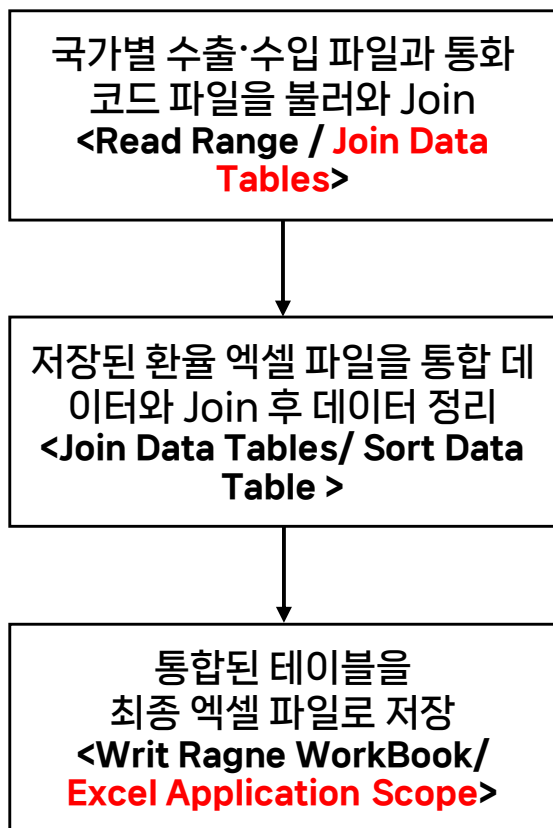 국가별 수출·수입 파일과 통화
코드 파일을 불러와 Join
<Read Range / Join Data
Tables>
저장된 환율 엑셀 파일을 통합 데
이터와 Join 후 데이터 정리
<Join Data Tables/ Sort Data
Table >
통합된 테이블을
최종 엑셀 파일로 저장
<Writ Ragne WorkBook/
Excel Application Scope>